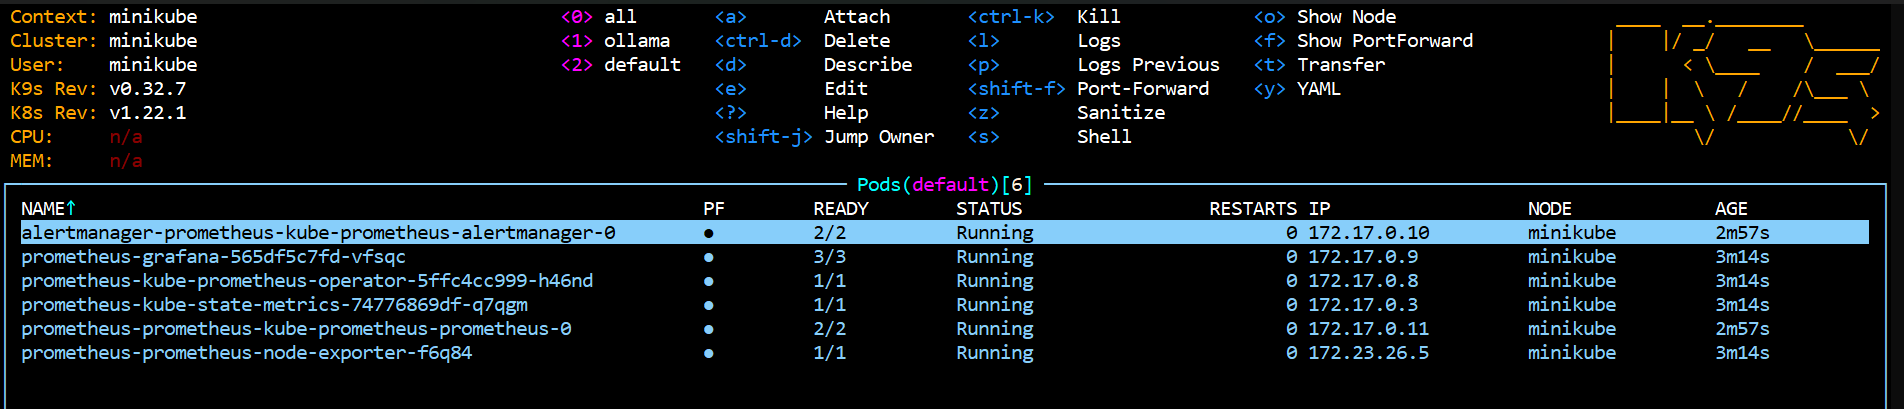 Context: minikube <0> all <a> Attach <ctrl-k> Kill <o> Show Node
Cluster: minikube <1> ollama <ctrl-d> Delete <l> Logs <f> Show PortForward
User: minikube <2> default <d> Describe <p> Logs Previous <t> Transfer
K9s Rev: v0.32.7 <e> Edit <shift-f> Port-Forward <y> YAML
K8s Rev: v1.22.1 <?> Help <z> Sanitize
CPU: n/a <shift-j> Jump Owner <s> Shell
MEM: n/a
Pods(default)[6]
NAME↑ PF READY STATUS RESTARTS IP NODE AGE
alertmanager-prometheus-kube-prometheus-alertmanager-0 ● 2/2 Running 0 172.17.0.10 minikube 2m57s
prometheus-grafana-565df5c7fd-vfsqc ● 3/3 Running 0 172.17.0.9 minikube 3m14s
prometheus-kube-prometheus-operator-5ffc4cc999-h46nd ● 1/1 Running 0 172.17.0.8 minikube 3m14s
prometheus-kube-state-metrics-74776869df-q7qgm ● 1/1 Running 0 172.17.0.3 minikube 3m14s
prometheus-prometheus-kube-prometheus-prometheus-0 ● 2/2 Running 0 172.17.0.11 minikube 2m57s
prometheus-prometheus-node-exporter-f6q84 ● 1/1 Running 0 172.23.26.5 minikube 3m14s